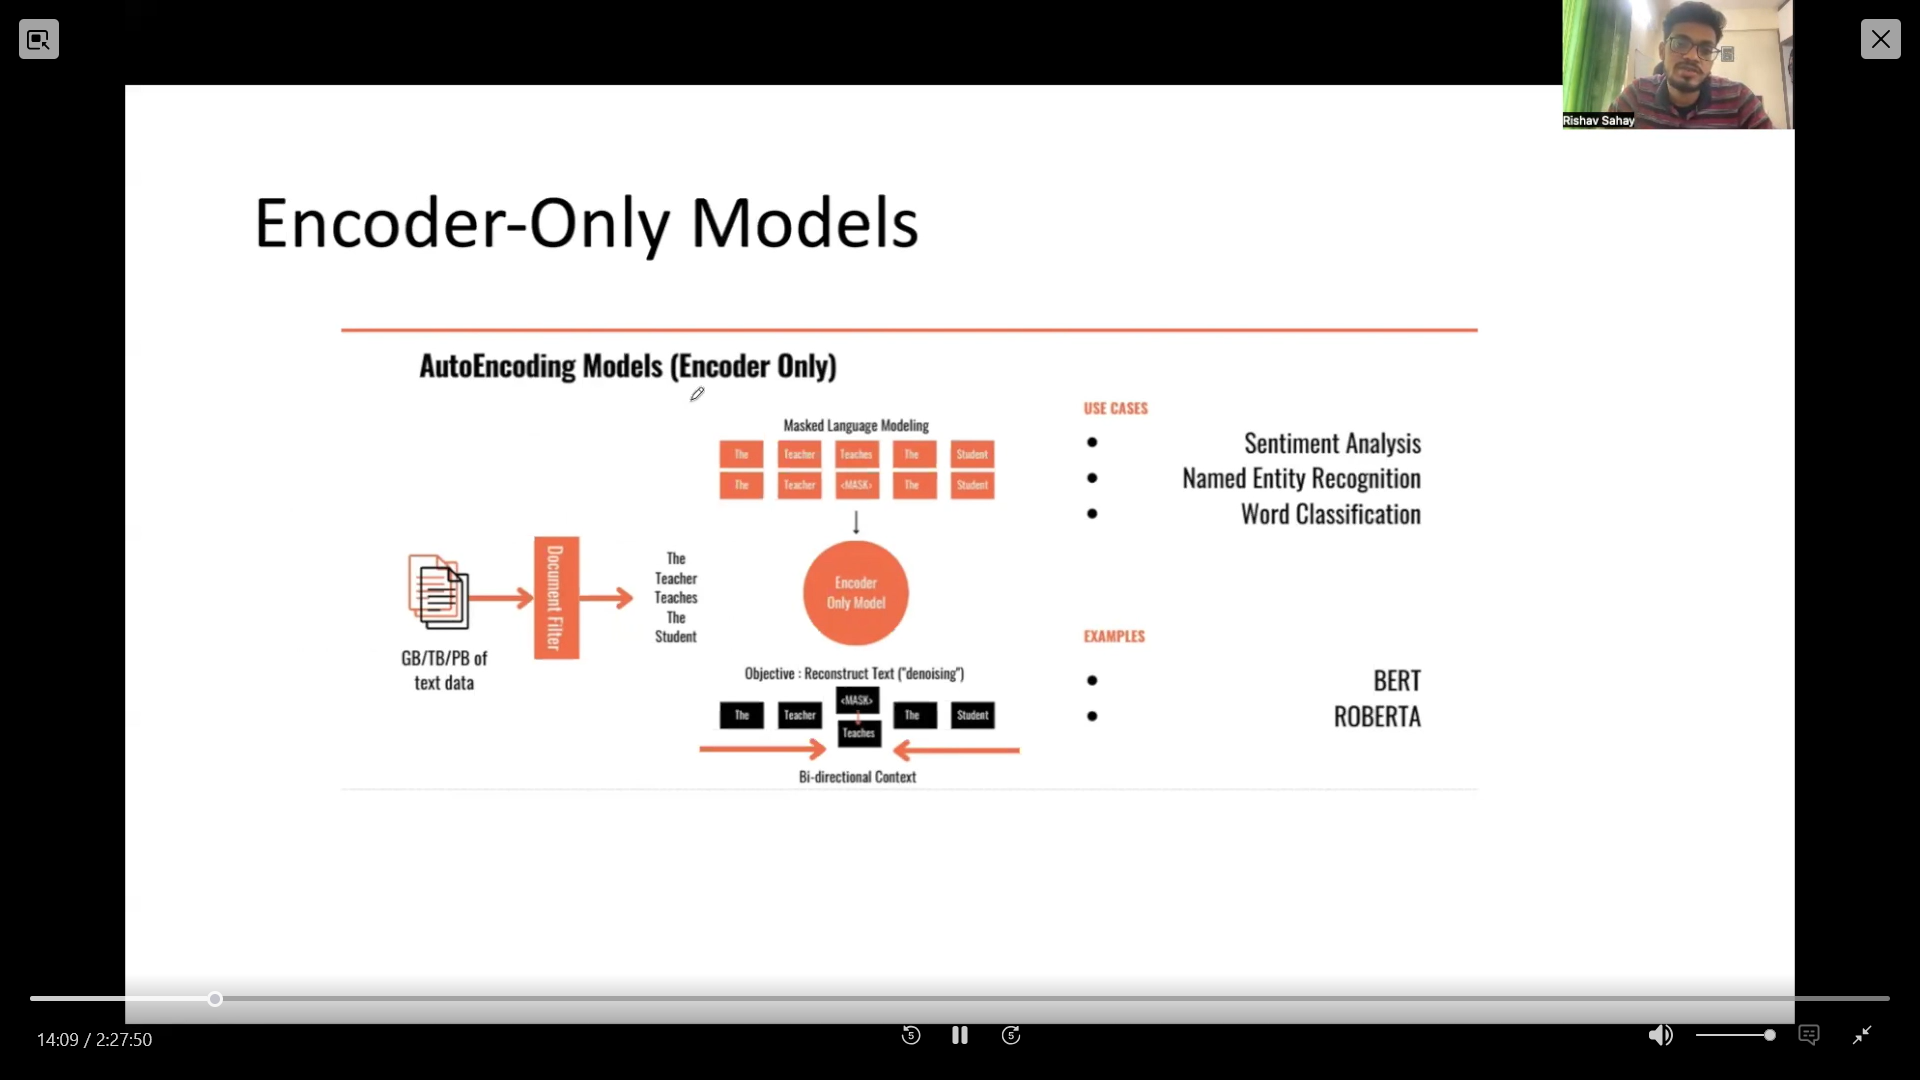 Rishav Sahay
Encoder-Only Models
AutoEncoding Models (Encoder Only)
Masked Language Modeling
The Teacher Teaches The Student
The Teacher <MASK> The Student
Encoder
Only Model
Document Filter
The
Teacher
Teaches
The
Student
GB/TB/PB of
text data
Objective : Reconstruct Text ("denoising")
<MASK>
The Teacher Teaches The Student
Bi-directional Context
USE CASES
Sentiment Analysis
Named Entity Recognition
Word Classification
EXAMPLES
BERT
ROBERTA
14:09 / 2:27:50
5 5